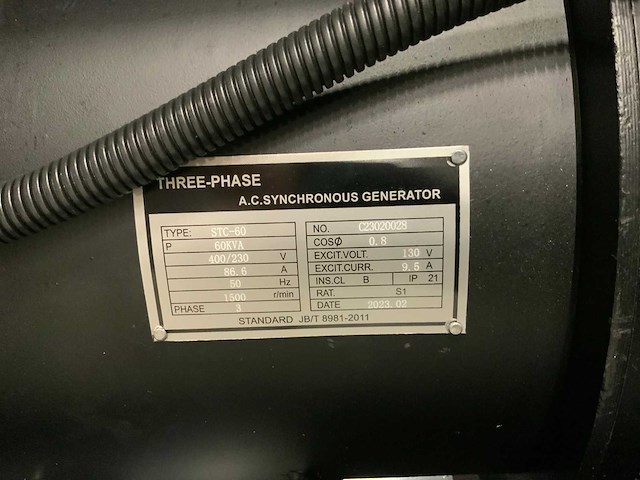 THREE-PHASE
A.C.SYNCHRONOUS GENERATOR
TYPE: STC-60
P 60KVA
400/230 V
86.6 A
50 Hz
1500 r/min
PHASE 3
NO. C23020028
COSØ 0.8
EXCIT.VOLT. 130 V
EXCIT.CURR. 9.5 A
INS.CL B IP 21
RAT. S1
DATE 2023.02
STANDARD JB/T 8981-2011